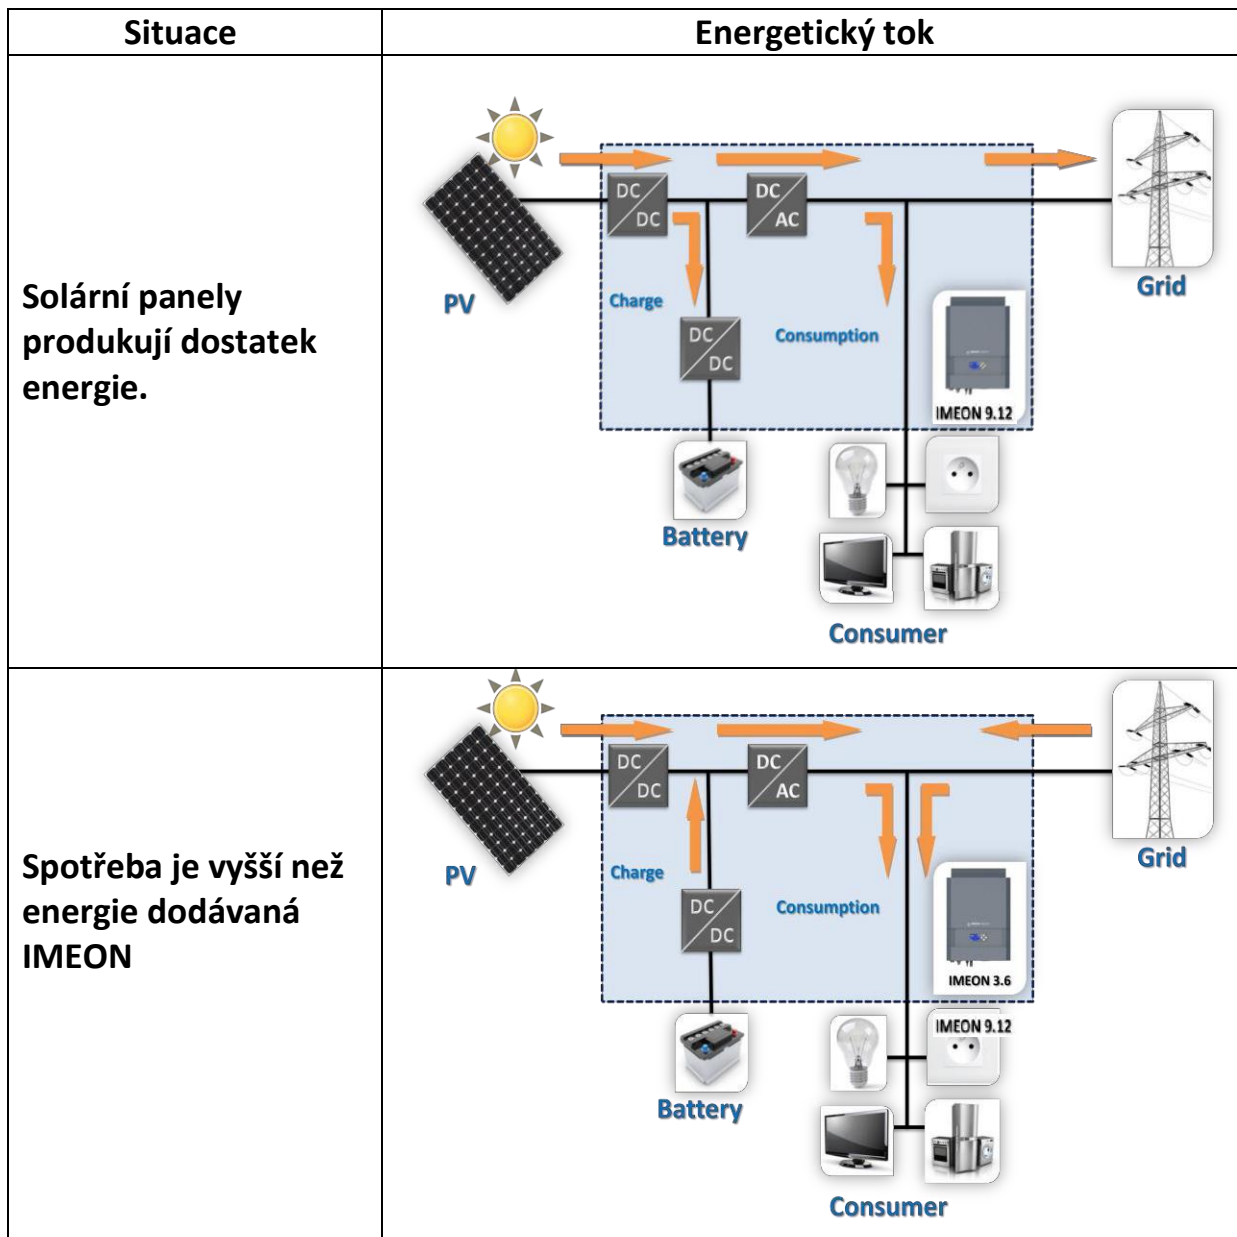 Situace
Energetický tok
Solární panely
produkují dostatek
energie.
DC
DC
DC
AC
PV
Charge
Grid
DC
DC
Consumption
IMEON 9.12
Battery
Consumer
Spotřeba je vyšší než
energie dodávaná
IMEON
DC
DC
DC
AC
PV
Charge
Grid
DC
DC
Consumption
IMEON 3.6
IMEON 9.12
Battery
Consumer